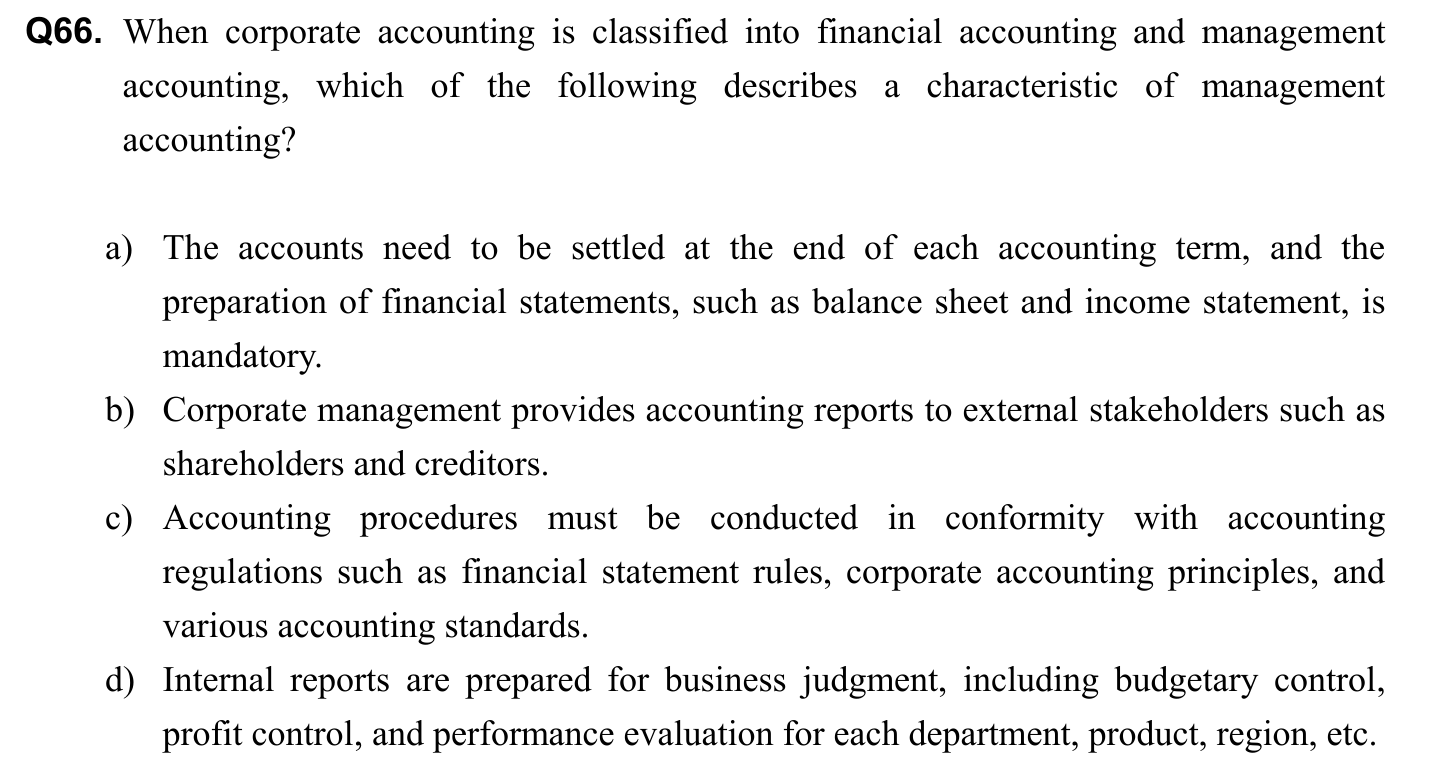 Q66. When corporate accounting is classified into financial accounting and management
accounting, which of the following describes a characteristic of management
accounting?
a) The accounts need to be settled at the end of each accounting term, and the
preparation of financial statements, such as balance sheet and income statement, is
mandatory.
b) Corporate management provides accounting reports to external stakeholders such as
shareholders and creditors.
c) Accounting procedures must be conducted in conformity with accounting
regulations such as financial statement rules, corporate accounting principles, and
various accounting standards.
d) Internal reports are prepared for business judgment, including budgetary control,
profit control, and performance evaluation for each department, product, region, etc.